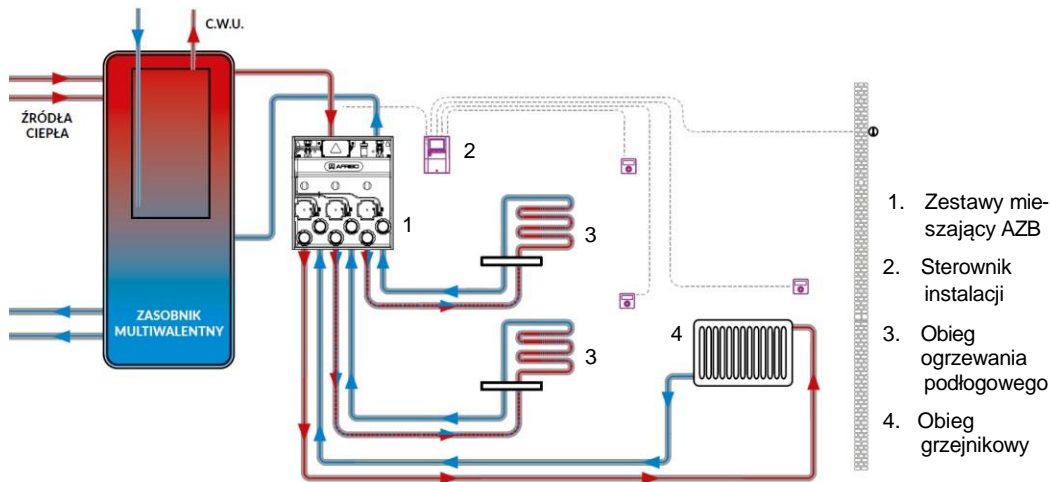 C.W.U.
ŹRÓDŁA
CIEPŁA
ZASOBNIK
MULTIWALENTNY
AFRISO
1
2
3
3
4
1. Zestawy mie-
szający AZB
2. Sterownik
instalacji
3. Obieg
ogrzewania
podłogowego
4. Obieg
grzejnikowy